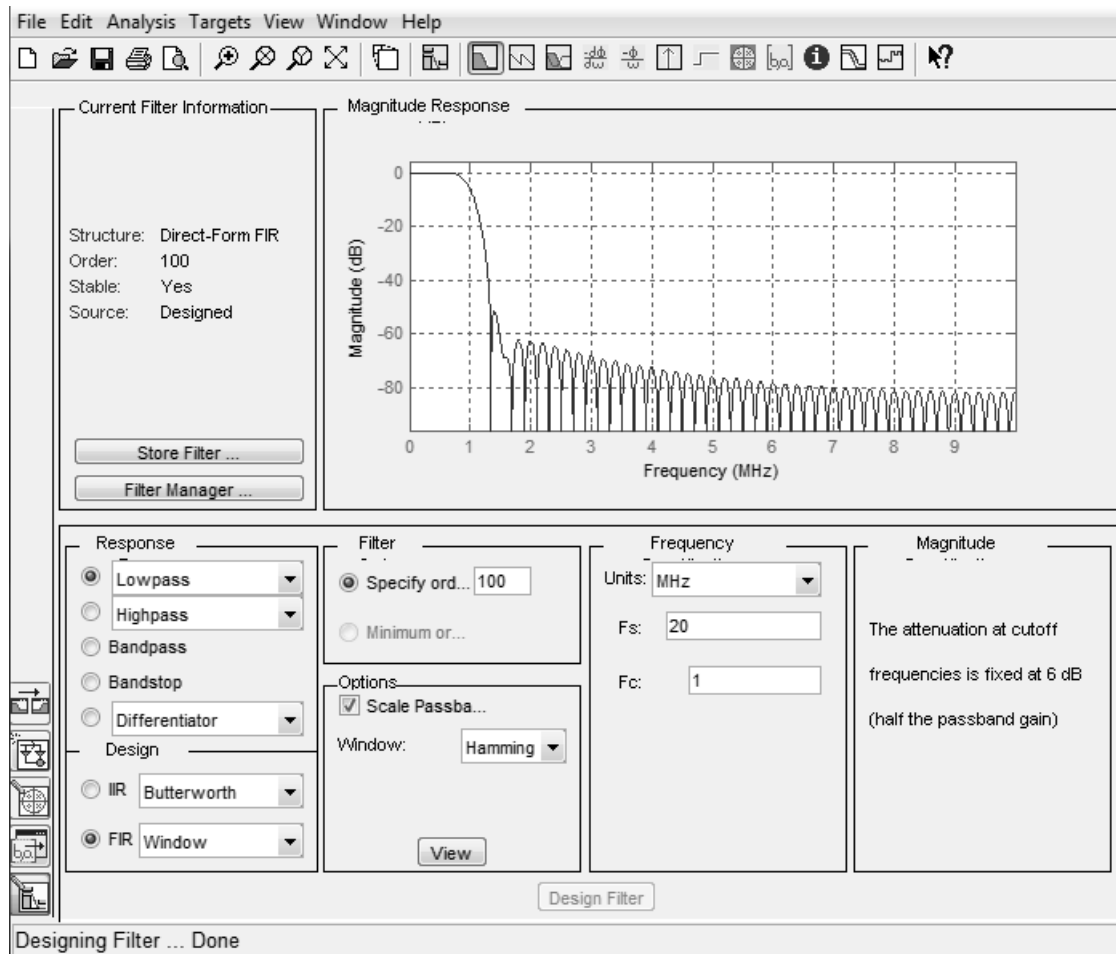 File Edit Analysis Targets View Window Help
Current Filter Information
Structure: Direct-Form FIR
Order: 100
Stable: Yes
Source: Designed
Store Filter ...
Filter Manager ...
Magnitude Response
Magnitude (dB)
0
-20
-40
-60
-80
0 1 2 3 4 5 6 7 8 9
Frequency (MHz)
Response
Lowpass
Highpass
Bandpass
Bandstop
Differentiator
Design
IIR Butterworth
FIR Window
Filter
Specify ord... 100
Minimum or...
Options
Scale Passba...
Window: Hamming
View
Frequency
Units: MHz
Fs: 20
Fc: 1
Magnitude
The attenuation at cutoff
frequencies is fixed at 6 dB
(half the passband gain)
Design Filter
Designing Filter ... Done